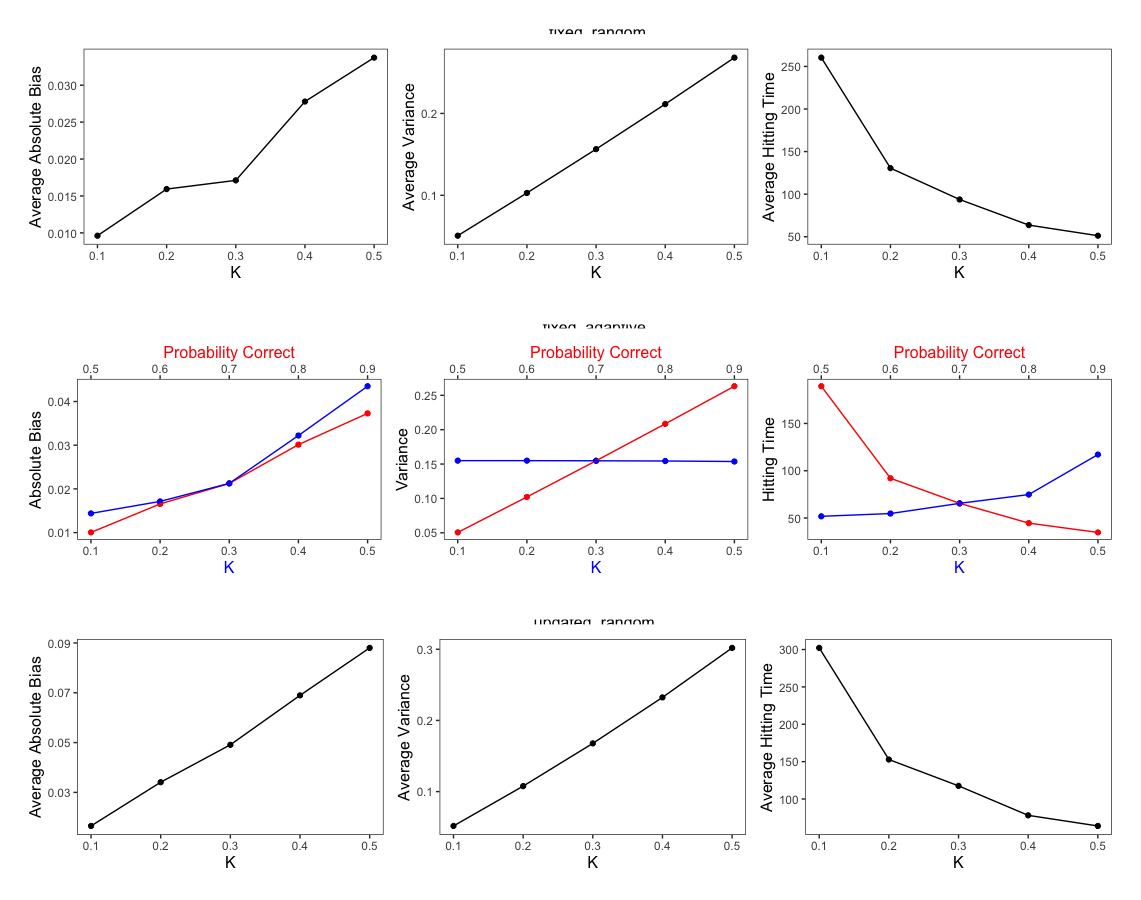 fixed_random
Average Absolute Bias
0.030
0.025
0.020
0.015
0.010
0.1 0.2 0.3 0.4 0.5
K
Average Variance
0.2
0.1
0.1 0.2 0.3 0.4 0.5
K
Average Hitting Time
250
200
150
100
50
0.1 0.2 0.3 0.4 0.5
K
fixed_adaptive
Probability Correct
0.5 0.6 0.7 0.8 0.9
Absolute Bias
0.04
0.03
0.02
0.01
0.1 0.2 0.3 0.4 0.5
K
Probability Correct
0.5 0.6 0.7 0.8 0.9
Variance
0.25
0.20
0.15
0.10
0.05
0.1 0.2 0.3 0.4 0.5
K
Probability Correct
0.5 0.6 0.7 0.8 0.9
Hitting Time
150
100
50
0.1 0.2 0.3 0.4 0.5
K
updated_random
Average Absolute Bias
0.09
0.07
0.05
0.03
0.1 0.2 0.3 0.4 0.5
K
Average Variance
0.3
0.2
0.1
0.1 0.2 0.3 0.4 0.5
K
Average Hitting Time
300
250
200
150
100
0.1 0.2 0.3 0.4 0.5
K